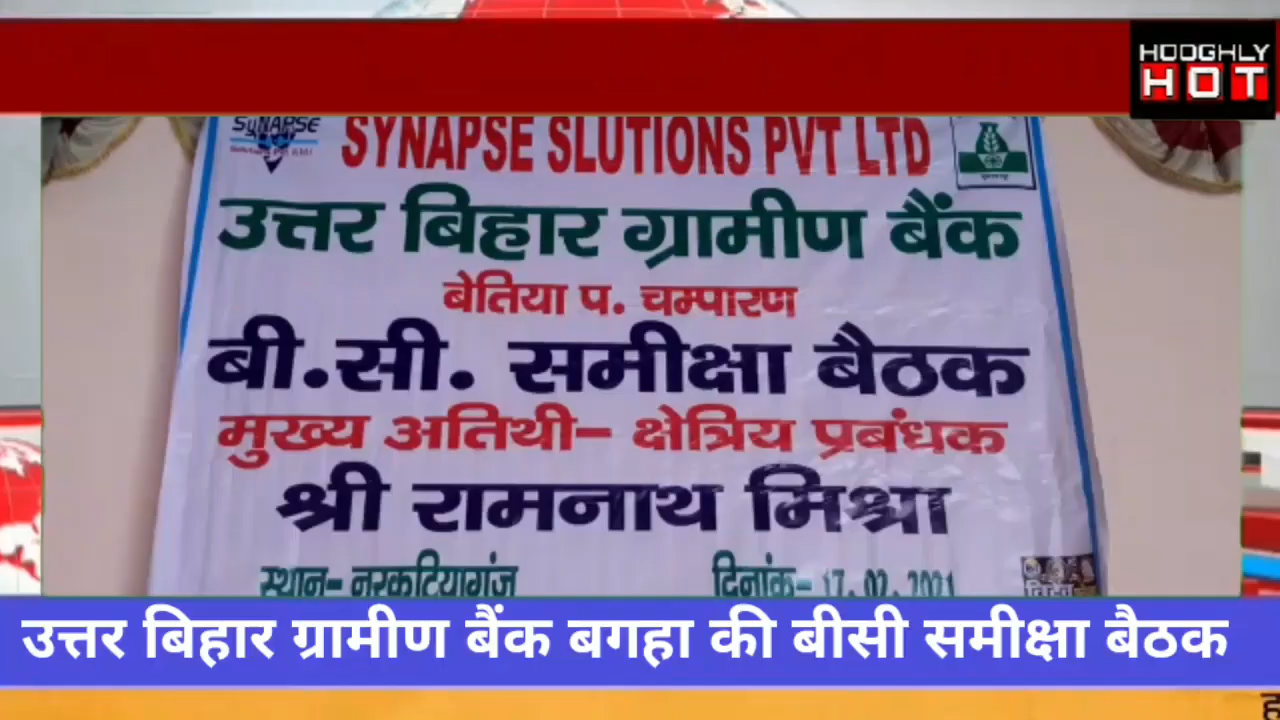 HOOGHLY
HOT
SYNAPSE
SYNAPSE SLUTIONS PVT LTD
उत्तर बिहार ग्रामीण बैंक
बेतिया प. चम्पारण
बी.सी. समीक्षा बैठक
मुख्य अतिथी- क्षेत्रिय प्रबंधक
श्री रामनाथ मिश्रा
स्थान- नरकटियागंज दिनांक- 17.02.2021
उत्तर बिहार ग्रामीण बैंक बगहा की बीसी समीक्षा बैठक